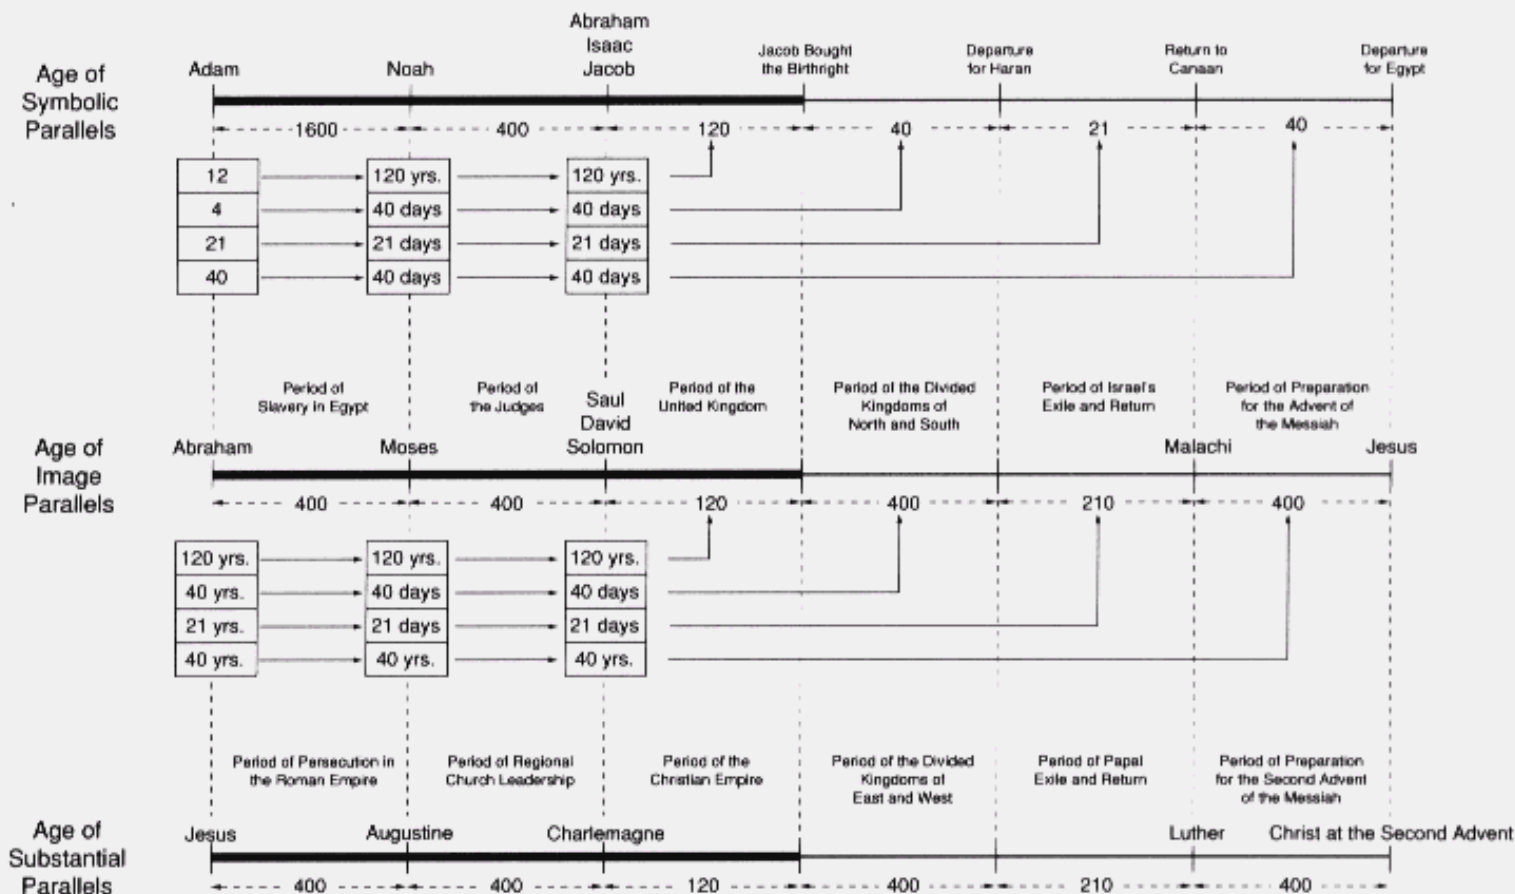 Abraham
Isaac
Jacob
Adam
Noah
Jacob Bought
the Birthright
Departure
for Haran
Return to
Canaan
Departure
for Egypt
Age of
Symbolic
Parallels
1600 400 120 40 21 40
12 120 yrs. 120 yrs.
4 40 days 40 days
21 21 days 21 days
40 40 days 40 days
Period of
Slavery in Egypt
Period of
the Judges
Saul
David
Solomon
Period of the
United Kingdom
Period of the Divided
Kingdoms of
North and South
Period of Israel's
Exile and Return
Period of Preparation
for the Advent of
the Messiah
Age of
Image
Parallels
Abraham
Moses
Malachi
Jesus
400 400 120 400 210 400
120 yrs. 120 yrs. 120 yrs.
40 yrs. 40 days 40 days
21 yrs. 21 days 21 days
40 yrs. 40 yrs. 40 yrs.
Period of Persecution in
the Roman Empire
Period of Regional
Church Leadership
Period of the
Christian Empire
Period of the Divided
Kingdoms of
East and West
Period of Papal
Exile and Return
Period of Preparation
for the Second Advent
of the Messiah
Age of
Substantial
Parallels
Jesus
Augustine
Charlemagne
Luther
Christ at the Second Advent
400 400 120 400 210 400